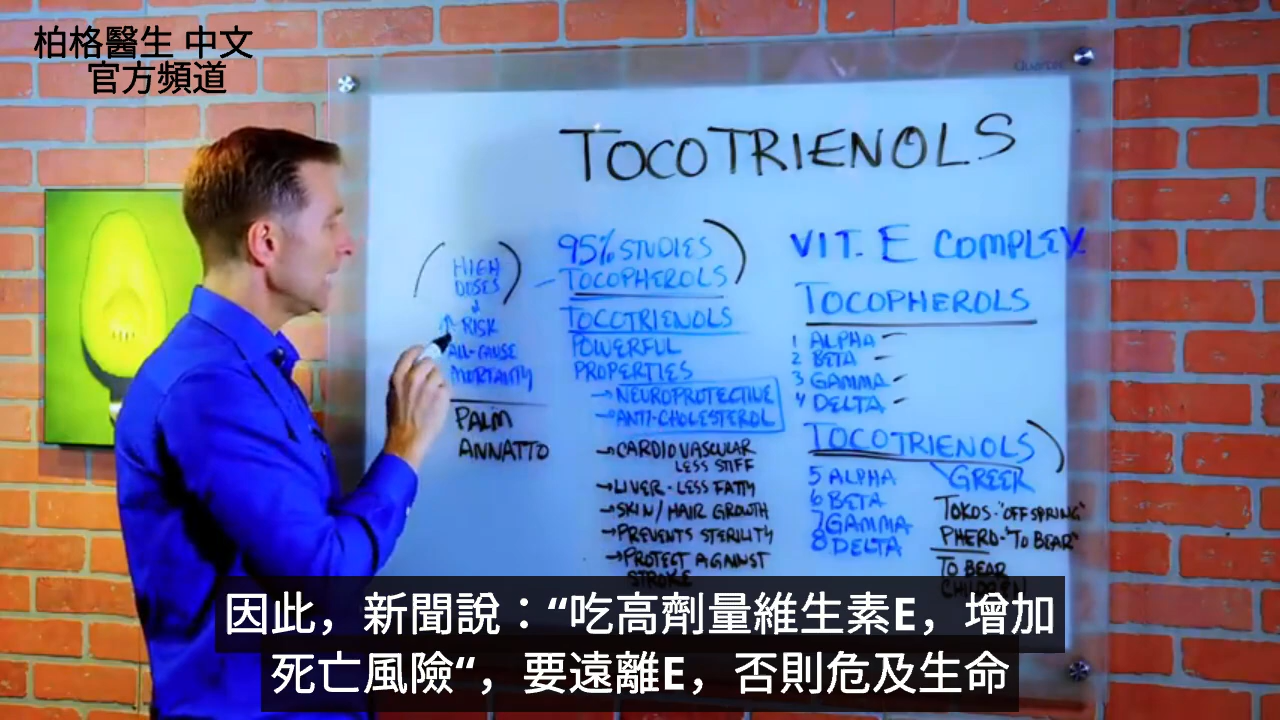 柏格醫生 中文
官方頻道
Quartet
TOCOTRIENOLS
(HIGH
DOSES)
↓
↑ RISK
ALL-CAUSE
MORTALITY
PALM
ANNATTO
95% STUDIES
TOCOPHEROLS)
TOCOTRIENOLS
POWERFUL
PROPERTIES
→NEUROPROTECTIVE
→ANTI-CHOLESTEROL
→CARDIOVASCULAR
LESS STIFF
→LIVER-LESS FATTY
→SKIN/HAIR GROWTH
→PREVENTS STERILITY
→PROTECT AGAINST
STROKE
VIT. E COMPLEX
TOCOPHEROLS
1 ALPHA -
2 BETA -
3 GAMMA -
4 DELTA -
TOCOTRIENOLS)
5 ALPHA
6 BETA
7 GAMMA
8 DELTA
GREEK
TOKOS-"OFFSPRING"
PHERO-"TO BEAR"
TO BEAR
CHILDREN
因此，新聞說：“吃高劑量維生素E，增加
死亡風險“，要遠離E，否則危及生命